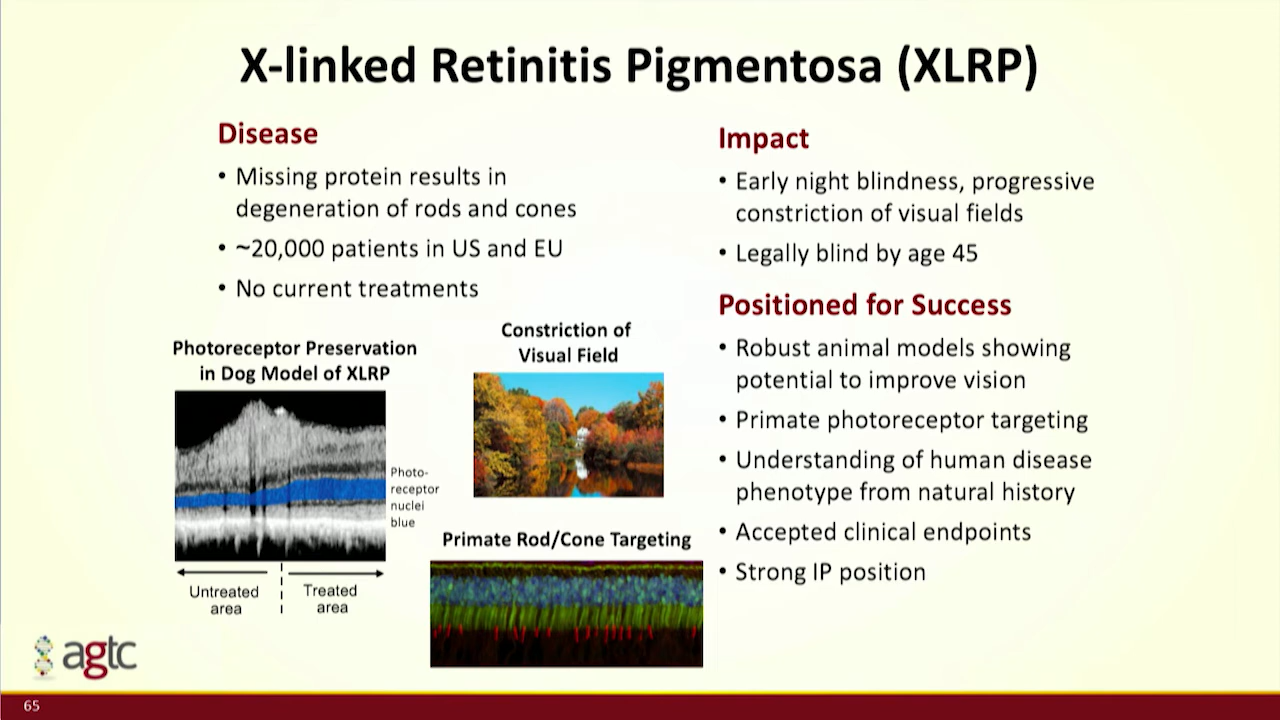 X-linked Retinitis Pigmentosa (XLRP)
Disease
• Missing protein results in
degeneration of rods and cones
• ~20,000 patients in US and EU
• No current treatments
Photoreceptor Preservation
in Dog Model of XLRP
Photo-
receptor
nuclei
blue
Untreated
area
Treated
area
Constriction of
Visual Field
Primate Rod/Cone Targeting
Impact
• Early night blindness, progressive
constriction of visual fields
• Legally blind by age 45
Positioned for Success
• Robust animal models showing
potential to improve vision
• Primate photoreceptor targeting
• Understanding of human disease
phenotype from natural history
• Accepted clinical endpoints
• Strong IP position
agtc
65